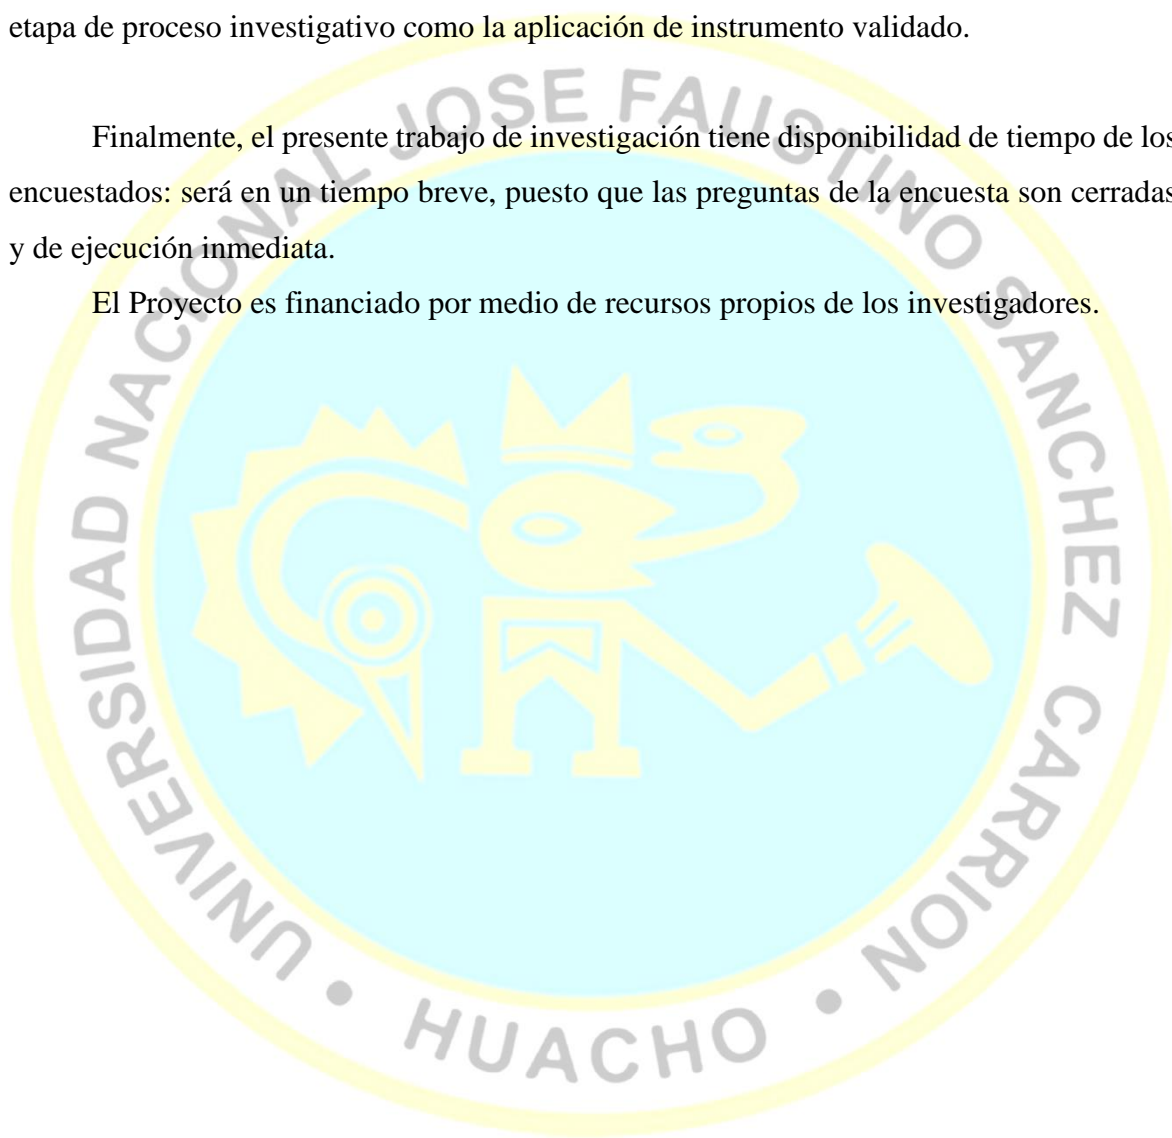 etapa de proceso investigativo como la aplicación de instrumento validado.
Finalmente, el presente trabajo de investigación tiene disponibilidad de tiempo de los
encuestados: será en un tiempo breve, puesto que las preguntas de la encuesta son cerradas
y de ejecución inmediata.
El Proyecto es financiado por medio de recursos propios de los investigadores.
UNIVERSIDAD NACIONAL JOSE FAUSTINO SANCHEZ CARRION • HUACHO •